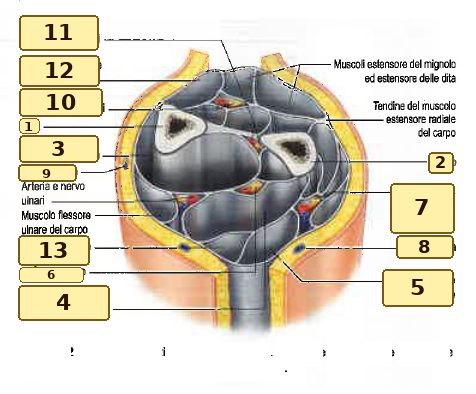 11
12
10
1
3
9
Arteria e nervo
ulnari
Muscolo flessore
ulnare del carpo
13
6
4
Muscoli estensore del mignolo
ed estensore delle dita
Tendine del muscolo
estensore radiale
del carpo
2
7
8
5